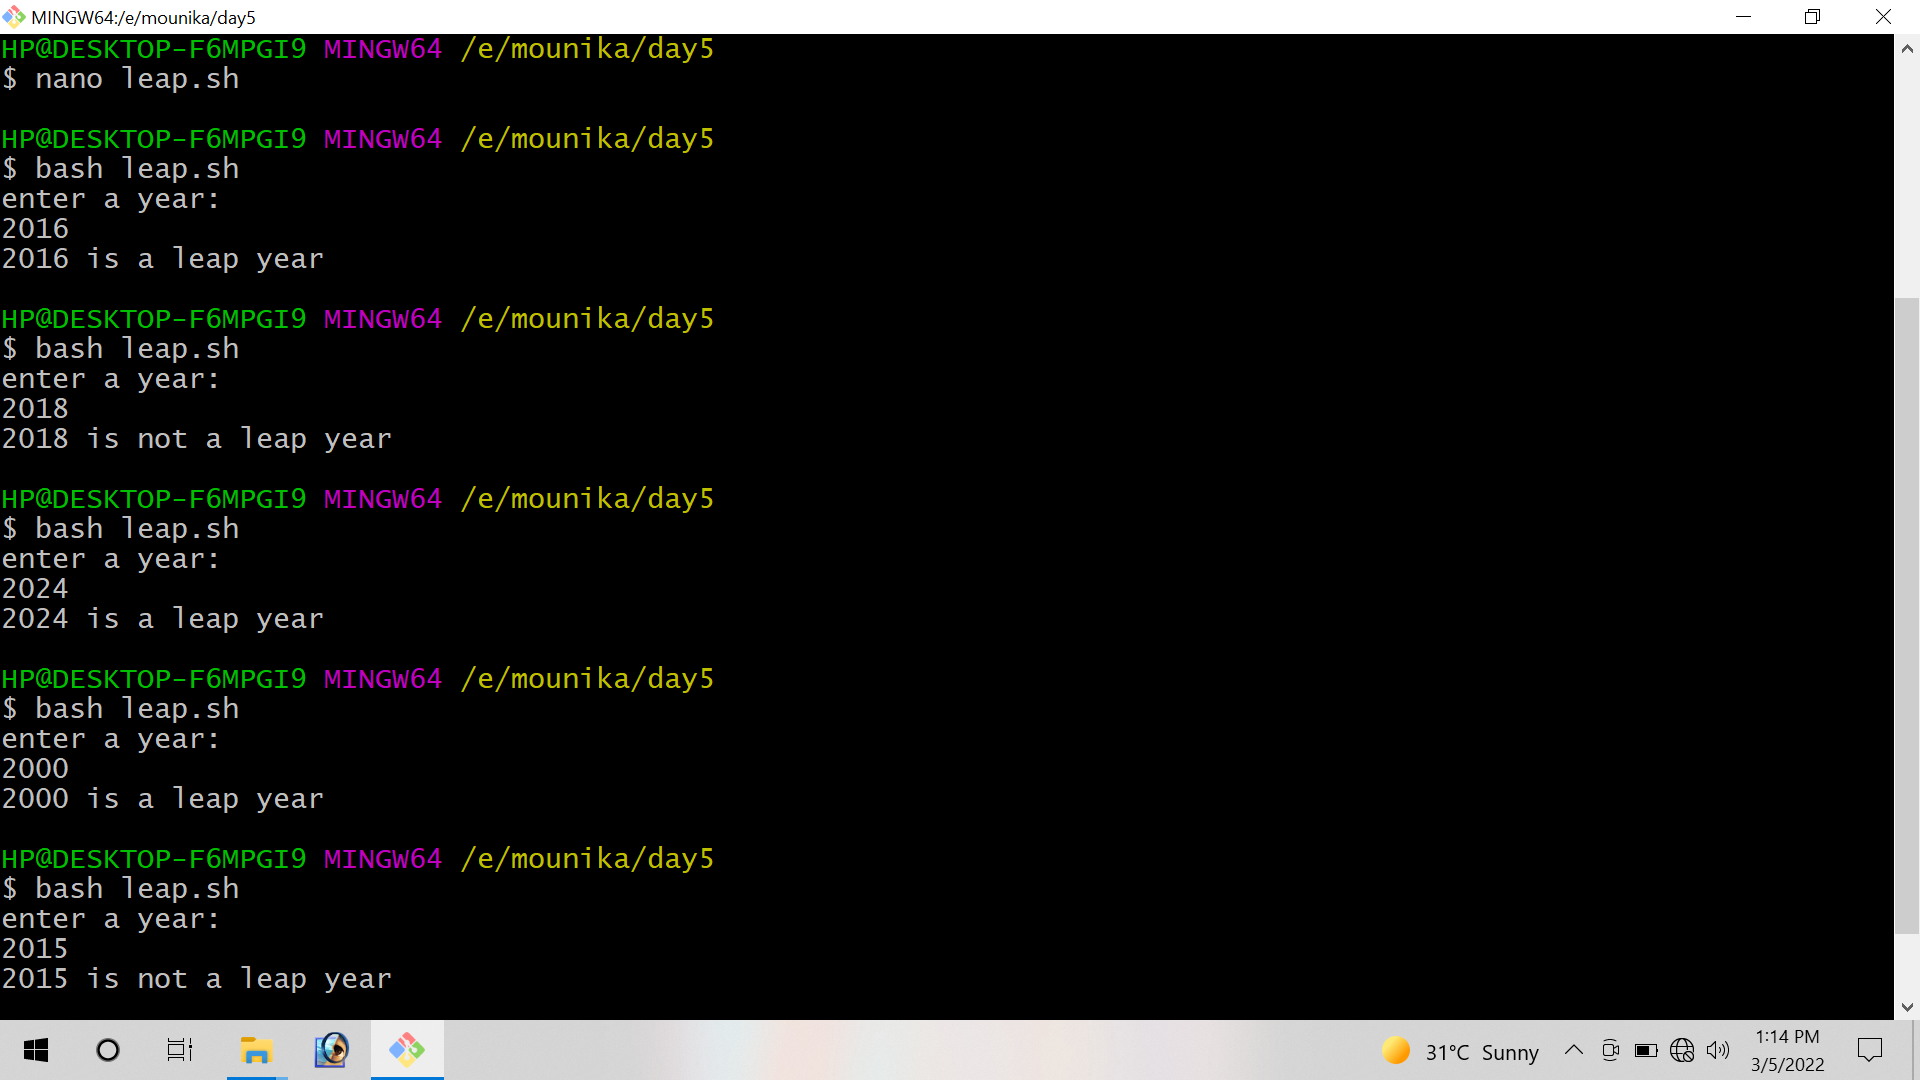 MINGW64:/e/mounika/day5
HP@DESKTOP-F6MPGI9 MINGW64 /e/mounika/day5
$ nano leap.sh
HP@DESKTOP-F6MPGI9 MINGW64 /e/mounika/day5
$ bash leap.sh
enter a year:
2016
2016 is a leap year
HP@DESKTOP-F6MPGI9 MINGW64 /e/mounika/day5
$ bash leap.sh
enter a year:
2018
2018 is not a leap year
HP@DESKTOP-F6MPGI9 MINGW64 /e/mounika/day5
$ bash leap.sh
enter a year:
2024
2024 is a leap year
HP@DESKTOP-F6MPGI9 MINGW64 /e/mounika/day5
$ bash leap.sh
enter a year:
2000
2000 is a leap year
HP@DESKTOP-F6MPGI9 MINGW64 /e/mounika/day5
$ bash leap.sh
enter a year:
2015
2015 is not a leap year
31°C Sunny
1:14 PM
3/5/2022